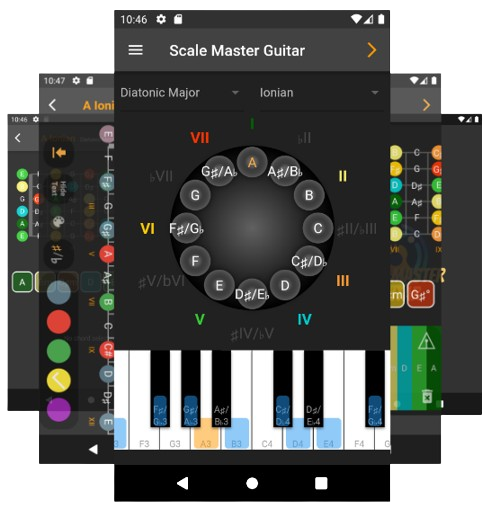 10:46
Scale Master Guitar
Diatonic Major
Ionian
I
VII
♭II
A
G♯/A♭
A♯/B♭
♭VII
II
G
B
VI
F♯/G♭
C
♯II/♭III
F
C♯/D♭
♯V/bVI
III
E
D♯/E♭
D
V
IV
♯IV/♭V
F♯/
G♭3
G♯/
A♭3
A♯/
B♭3
C♯/
D♭4
D♯/
E♭4
F♯/
G♭4
F3
G3
A3
B3
C4
D4
E4
F4
10:47
A Ioni
Hide
Text
♯/b
10:46
A
G♯°
D E A